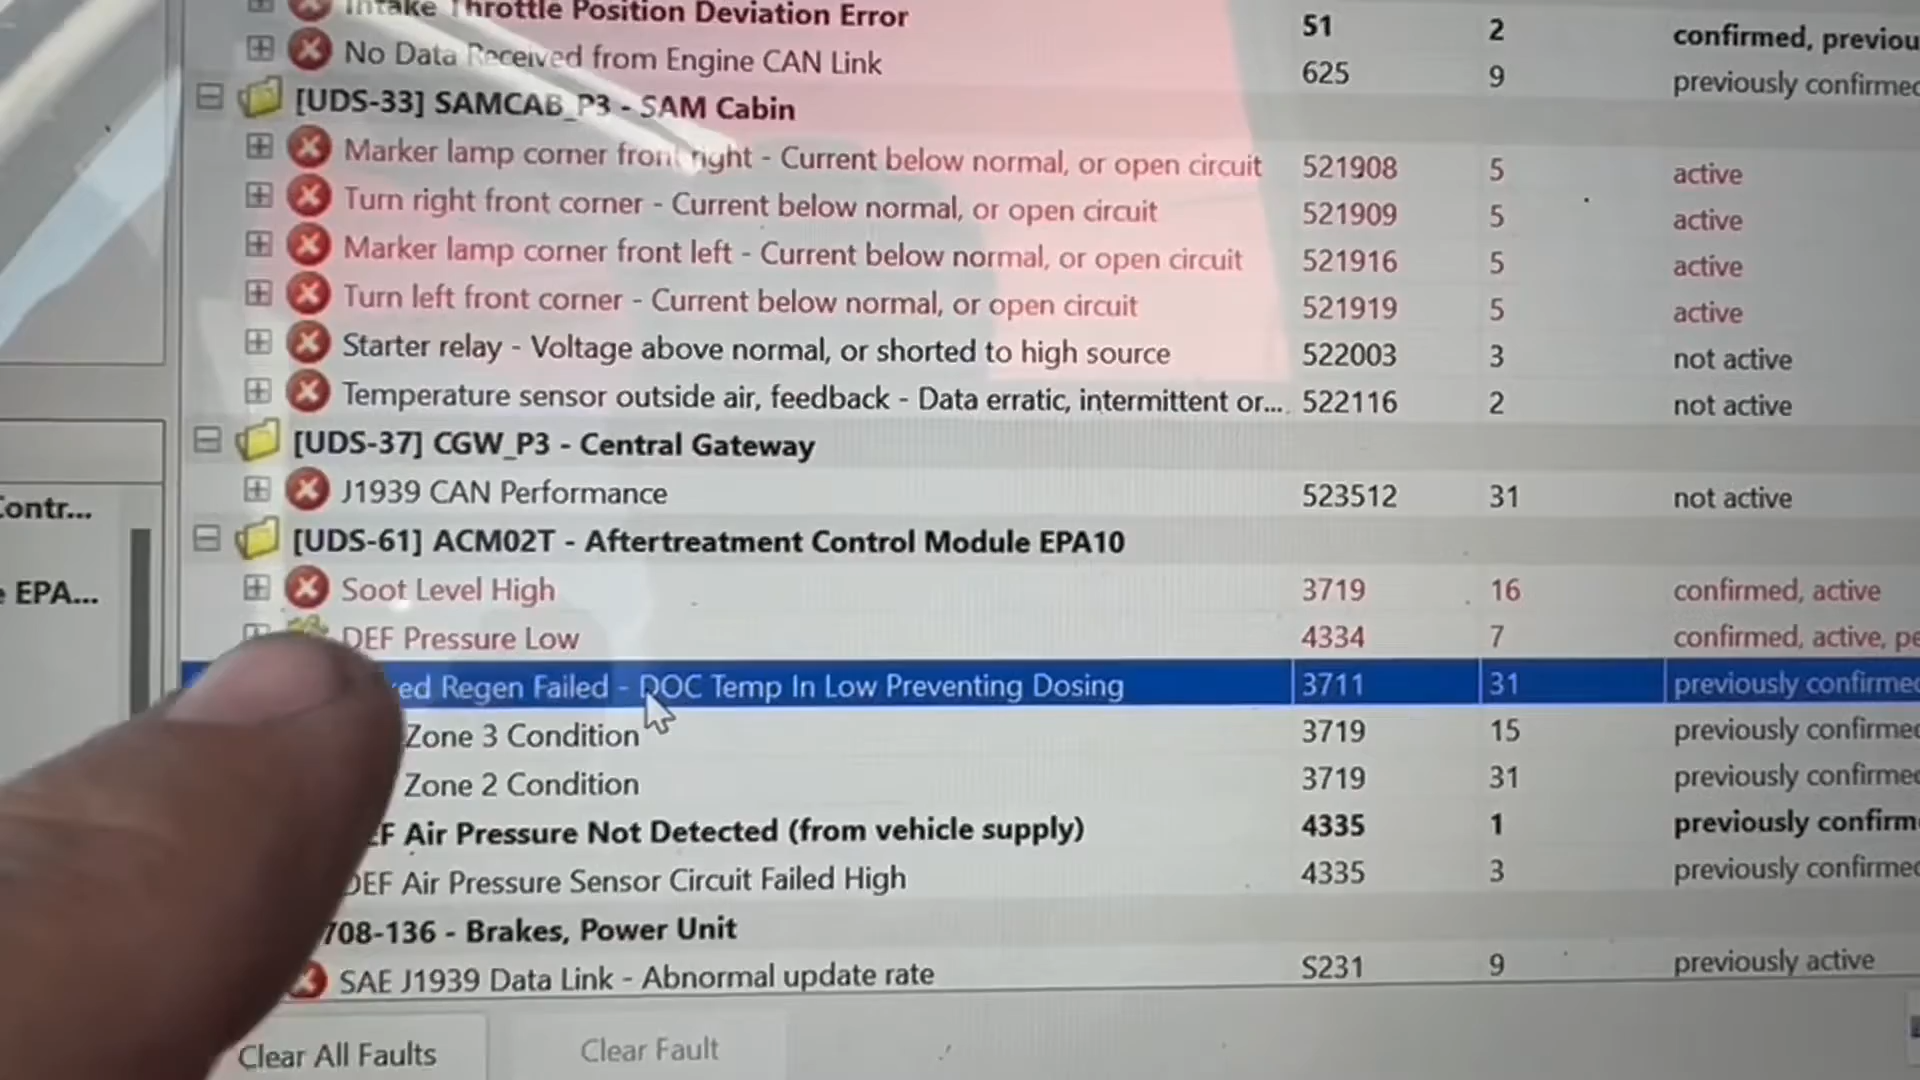 Intake Throttle Position Deviation Error 51 2 confirmed, previou
No Data Received from Engine CAN Link 625 9 previously confirmed
[UDS-33] SAMCAB_P3 - SAM Cabin
Marker lamp corner front right - Current below normal, or open circuit 521908 5 active
Turn right front corner - Current below normal, or open circuit 521909 5 active
Marker lamp corner front left - Current below normal, or open circuit 521916 5 active
Turn left front corner - Current below normal, or open circuit 521919 5 active
Starter relay - Voltage above normal, or shorted to high source 522003 3 not active
Temperature sensor outside air, feedback - Data erratic, intermittent or... 522116 2 not active
[UDS-37] CGW_P3 - Central Gateway
J1939 CAN Performance 523512 31 not active
Contr...
[UDS-61] ACM02T - Aftertreatment Control Module EPA10
EPA...
Soot Level High 3719 16 confirmed, active
DEF Pressure Low 4334 7 confirmed, active, pe
ed Regen Failed - DOC Temp In Low Preventing Dosing 3711 31 previously confirmed
Zone 3 Condition 3719 15 previously confirmed
Zone 2 Condition 3719 31 previously confirmed
EF Air Pressure Not Detected (from vehicle supply) 4335 1 previously confirm
DEF Air Pressure Sensor Circuit Failed High 4335 3 previously confirmed
708-136 - Brakes, Power Unit
SAE J1939 Data Link - Abnormal update rate S231 9 previously active
Clear All Faults Clear Fault